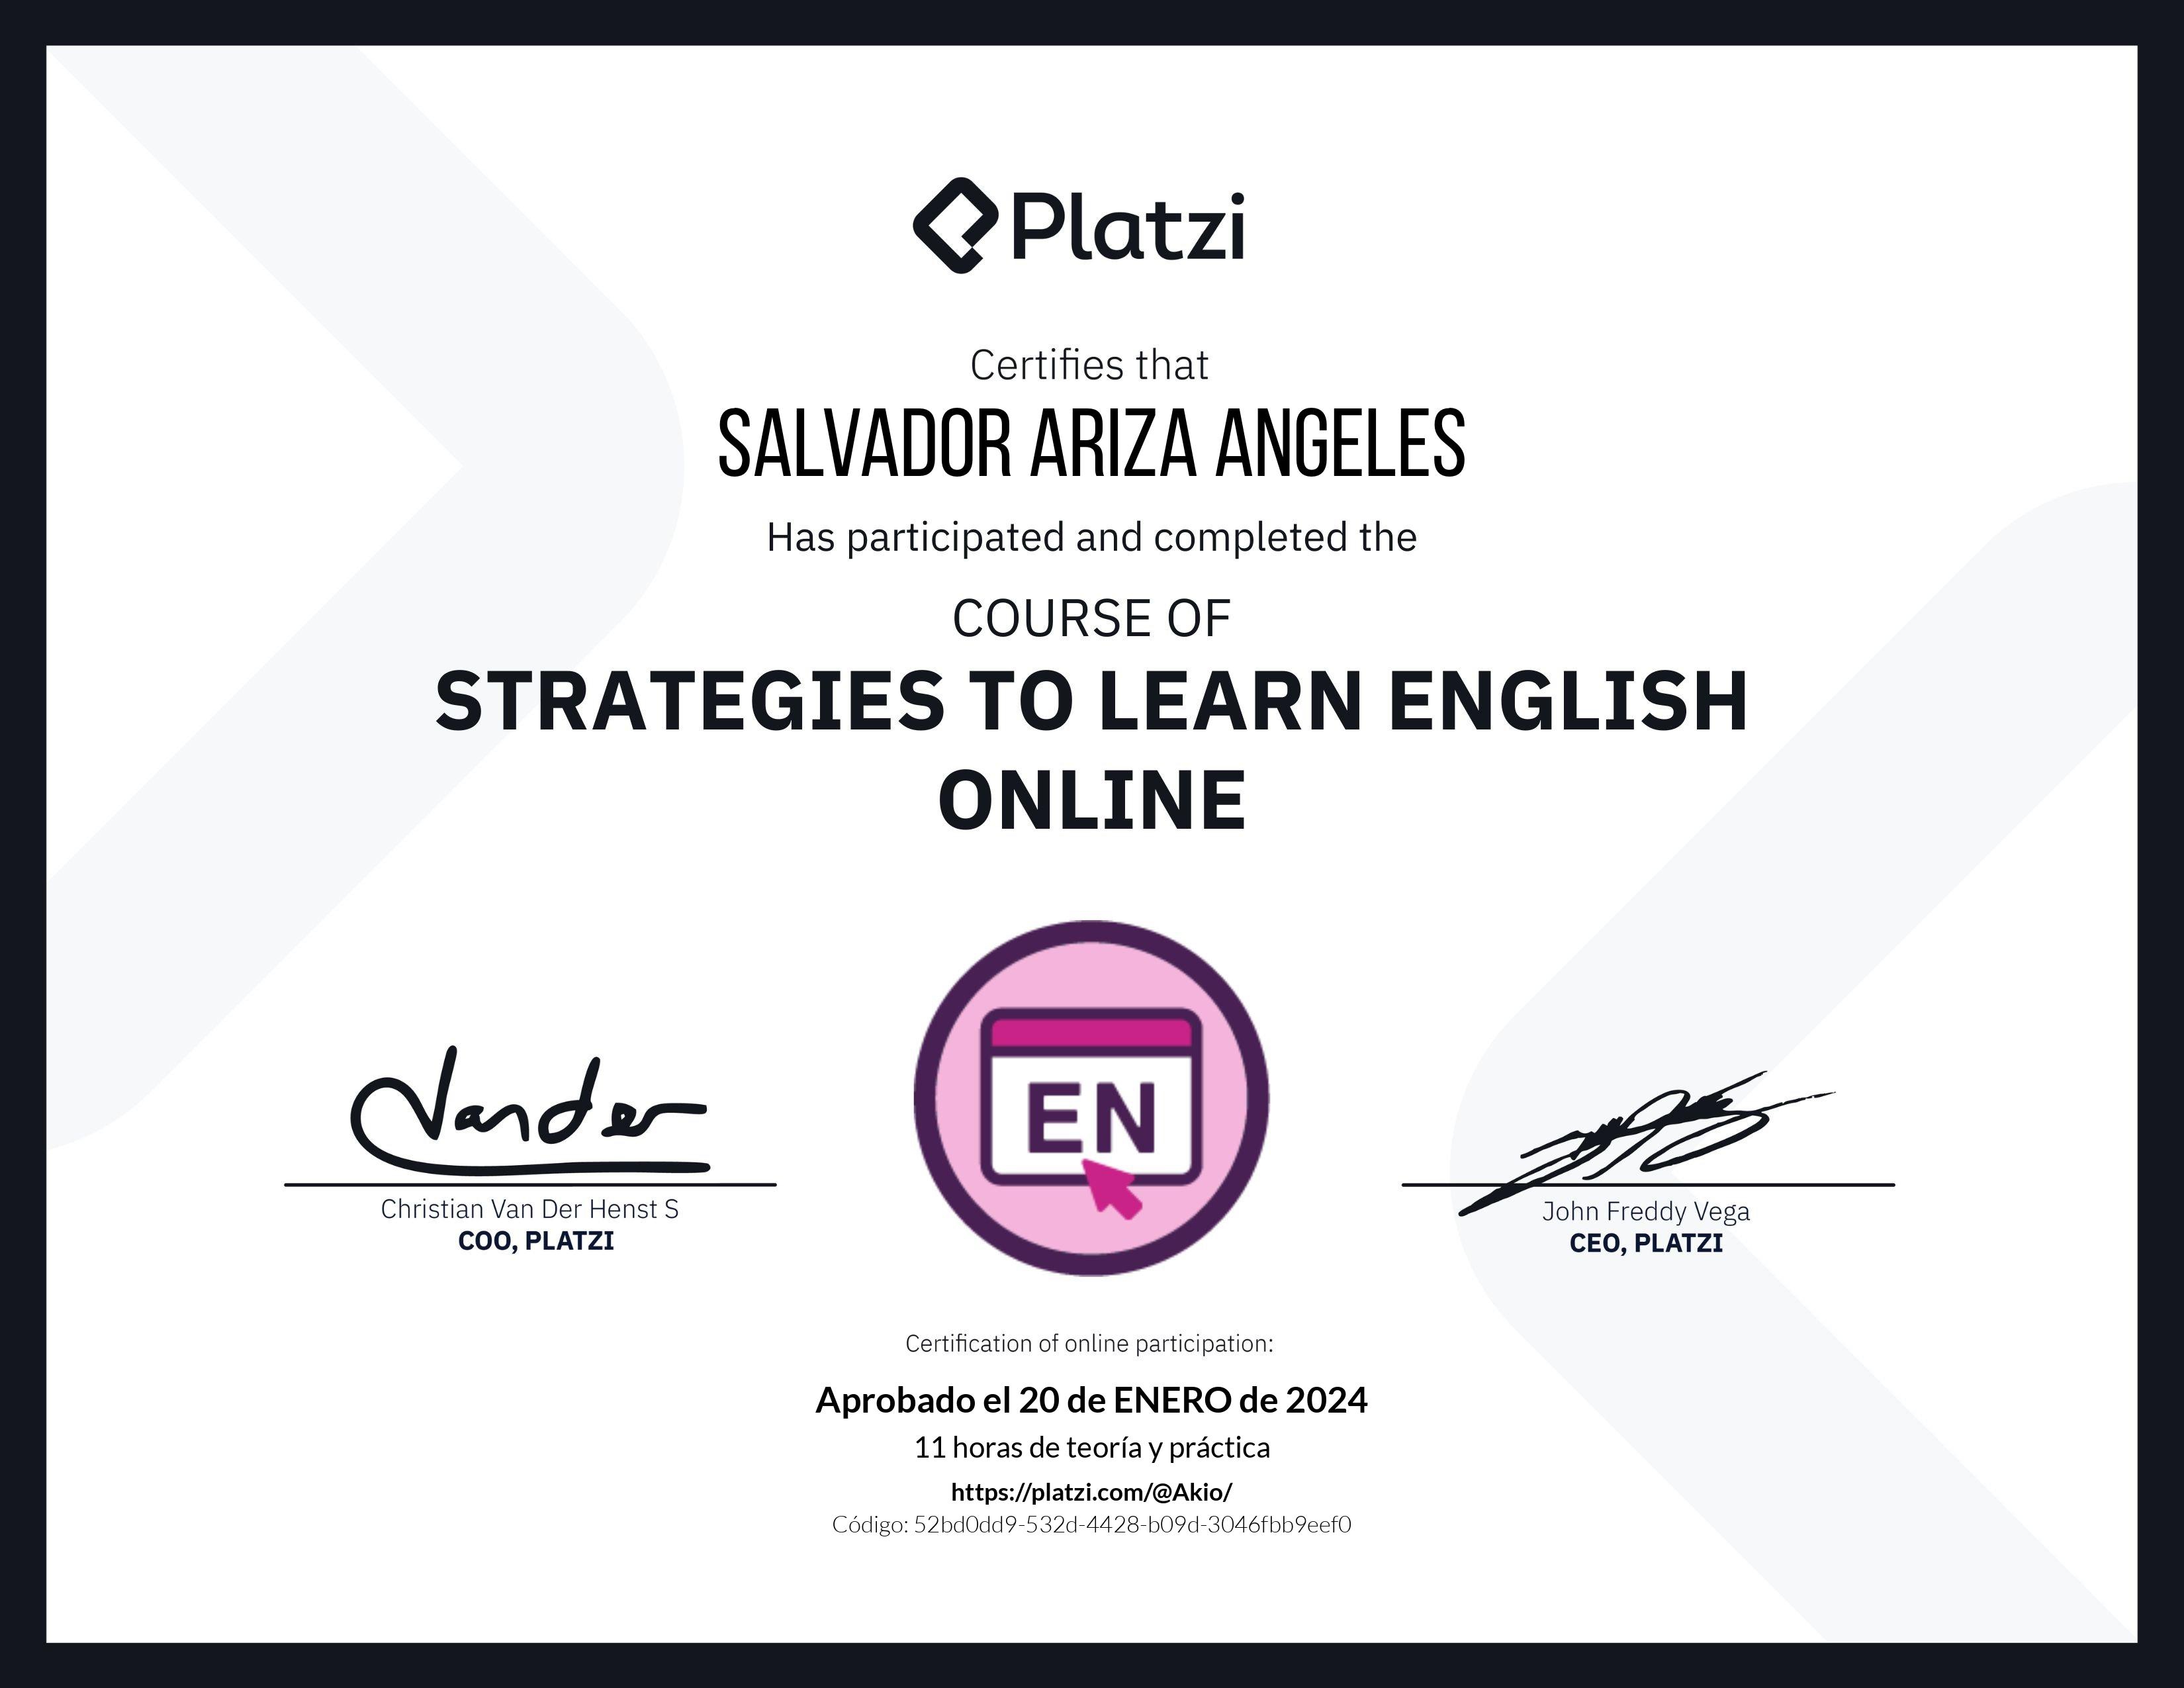 Platzi
Certifies that
SALVADOR ARIZA ANGELES
Has participated and completed the
COURSE OF
STRATEGIES TO LEARN ENGLISH
ONLINE
EN
Vander
Christian Van Der Henst S
COO, PLATZI
John Freddy Vega
CEO, PLATZI
Certification of online participation:
Aprobado el 20 de ENERO de 2024
11 horas de teoría y práctica
https://platzi.com/@Akio/
Código: 52bd0dd9-532d-4428-b09d-3046fbb9eef0